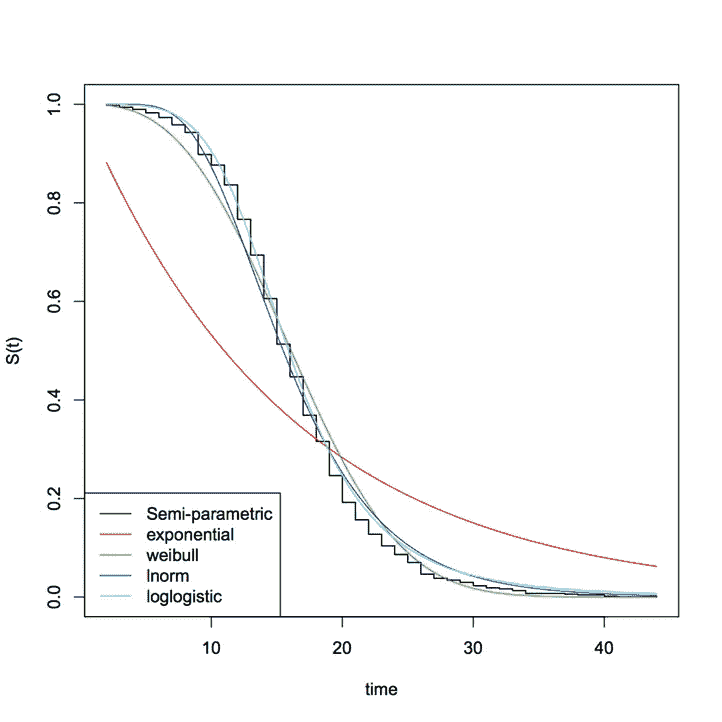 1.0
0.8
0.6
0.4
0.2
0.0
S(t)
Semi-parametric
exponential
weibull
lnorm
loglogistic
10 20 30 40
time